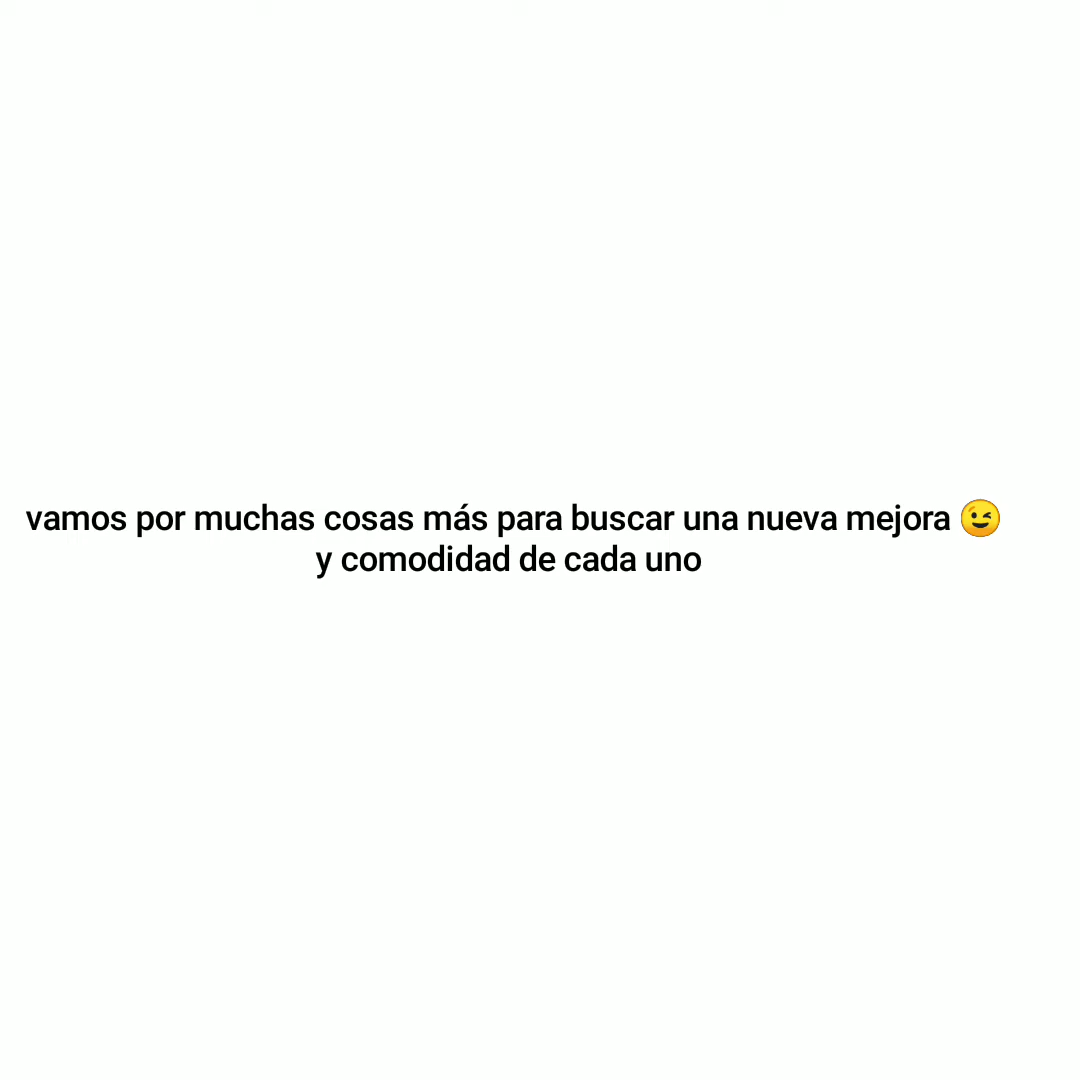 vamos por muchas cosas más para buscar una nueva mejora 😉
y comodidad de cada uno